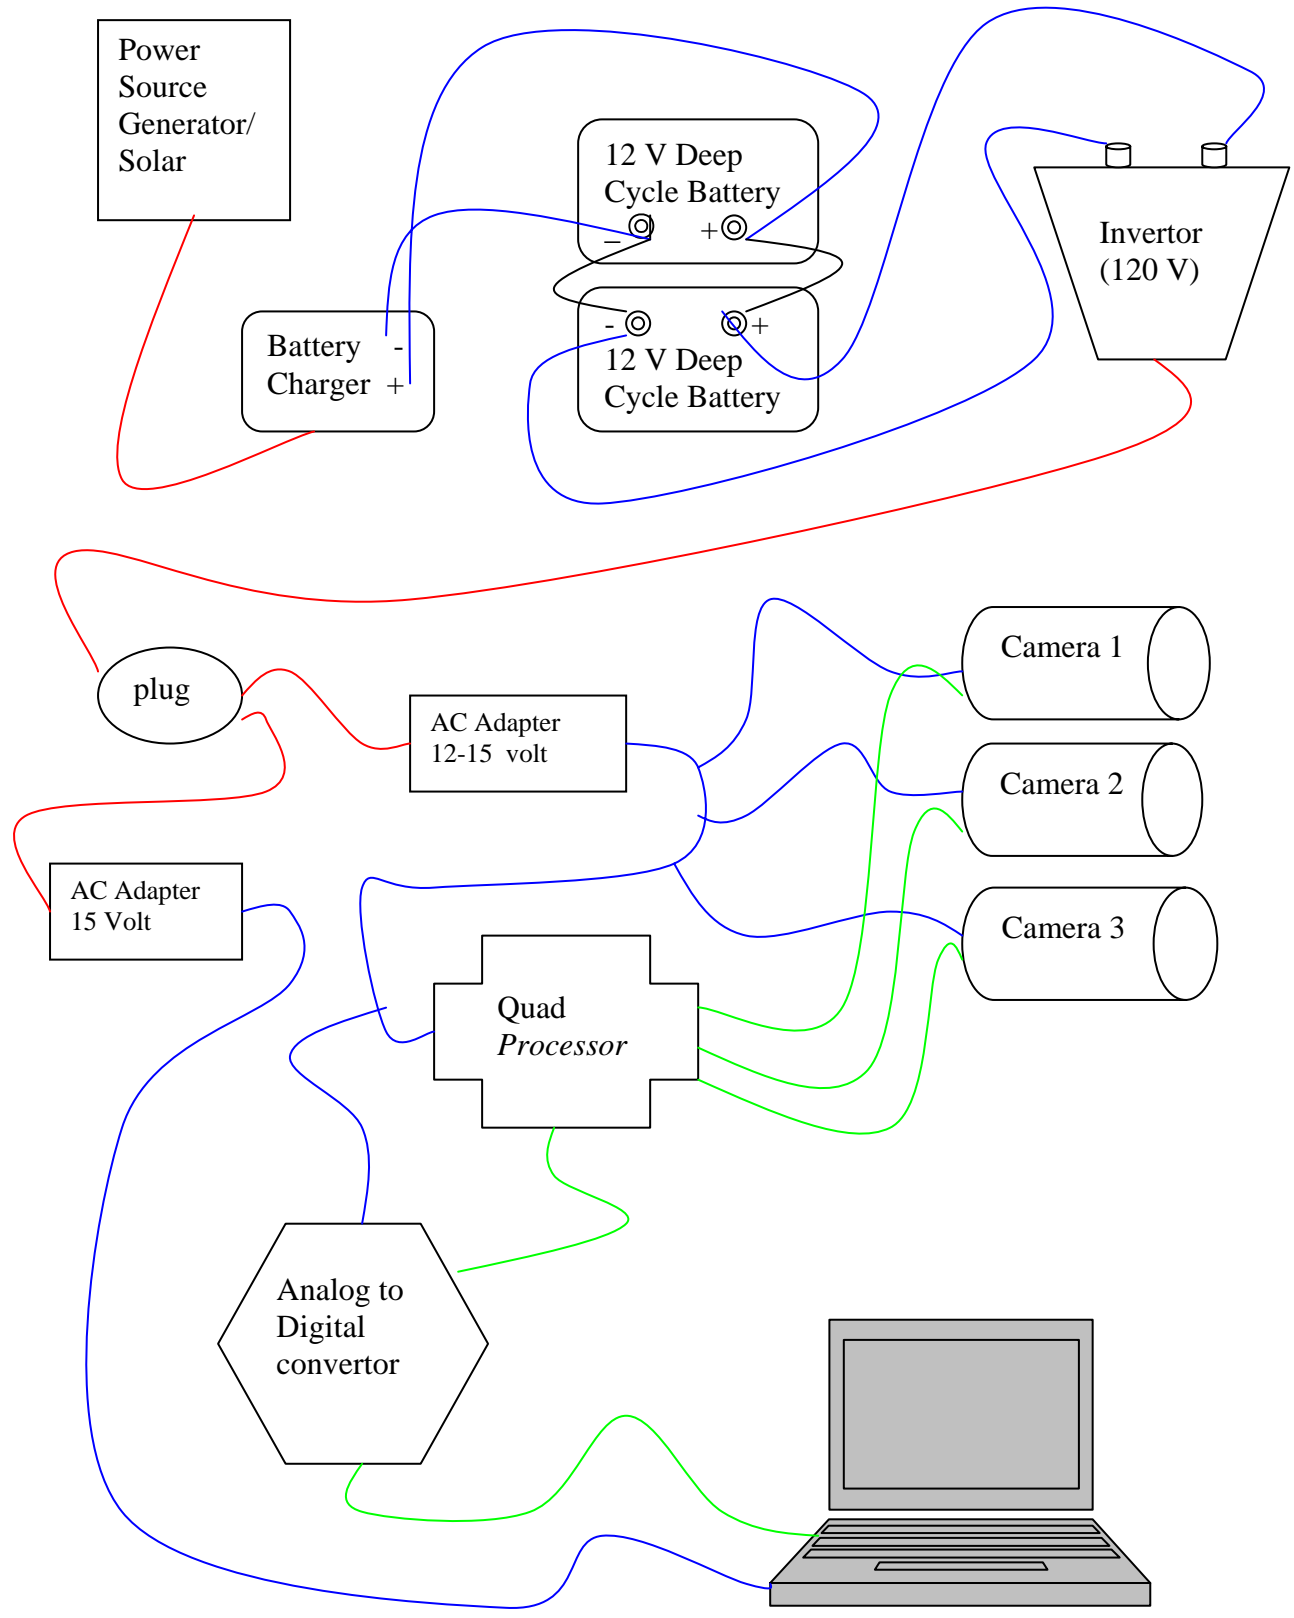 Power
Source
Generator/
Solar
12 V Deep
Cycle Battery
– +
Invertor
(120 V)
- +
12 V Deep
Cycle Battery
Battery -
Charger +
Camera 1
plug
AC Adapter
12-15 volt
Camera 2
AC Adapter
15 Volt
Camera 3
Quad
Processor
Analog to
Digital
convertor